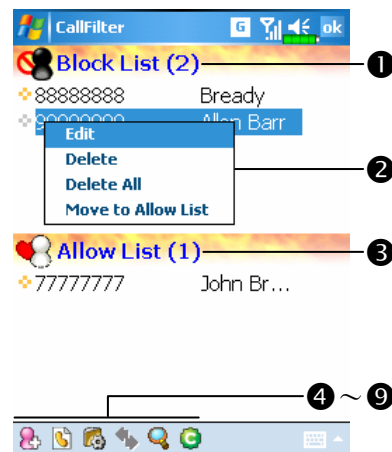 CallFilter G ok
Block List (2) ❶
88888888 Bready
Allen Barr
Edit
Delete
Delete All ❷
Move to Allow List
Allow List (1) ❸
77777777 John Br...
❹～❾